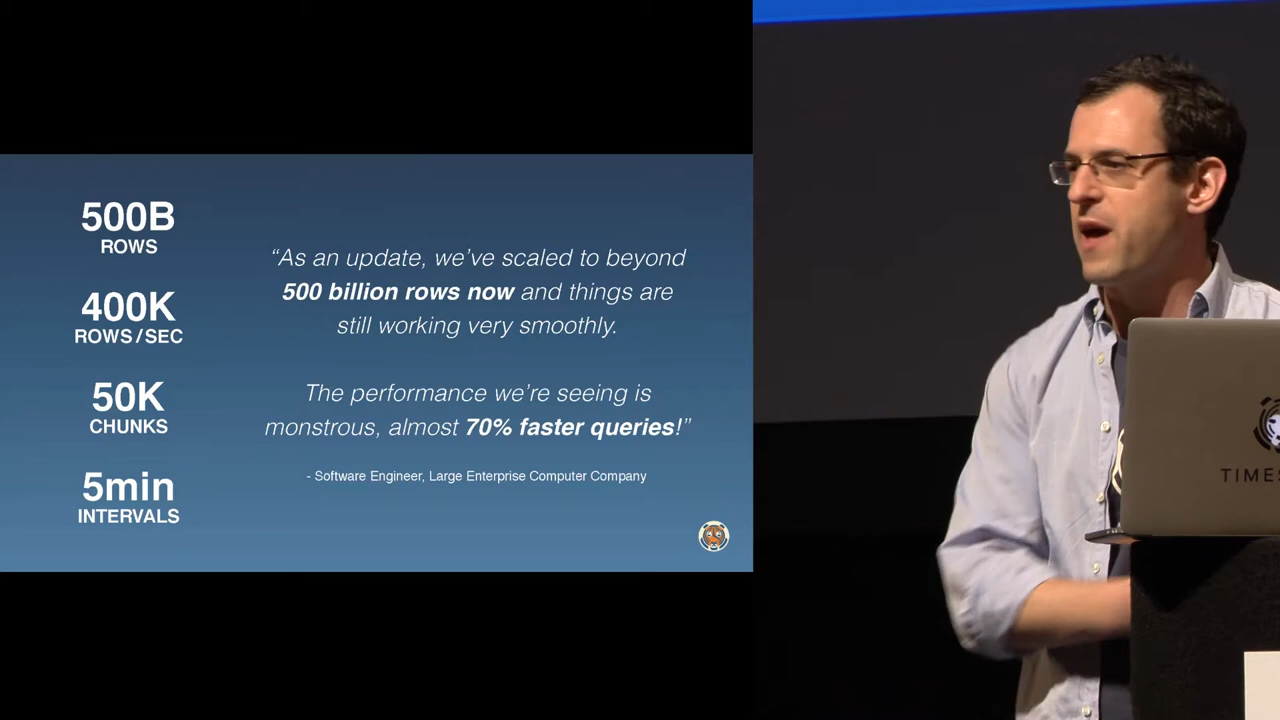 500B
ROWS
400K
ROWS/SEC
50K
CHUNKS
5min
INTERVALS
“As an update, we’ve scaled to beyond
500 billion rows now and things are
still working very smoothly.
The performance we’re seeing is
monstrous, almost 70% faster queries!”
- Software Engineer, Large Enterprise Computer Company
TIMES